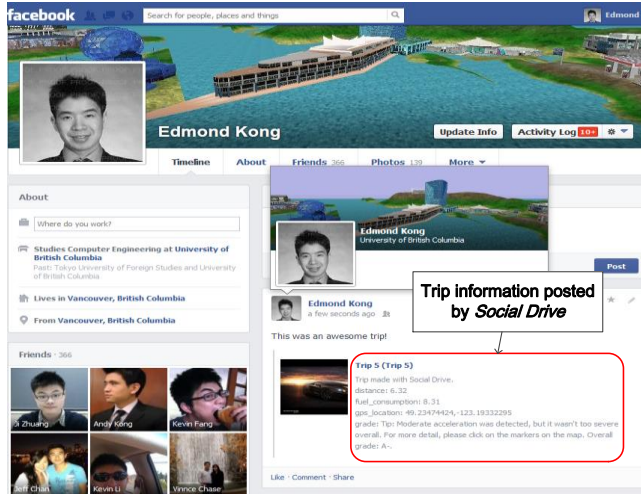 facebook
Search for people, places and things
Edmond
Edmond Kong
Update Info
Activity Log 10+
Timeline About Friends 366 Photos 139 More
About
Where do you work?
Studies Computer Engineering at University of
British Columbia
Past: Tokyo University of Foreign Studies and University
of British Columbia
Lives in Vancouver, British Columbia
From Vancouver, British Columbia
Friends · 366
Ji Zhuang
Andy Kong
Kevin Fang
Jeff Chan
Kevin Li
Vinnce Chase
Edmond Kong
University of British Columbia
Post
Trip information posted
by Social Drive
Edmond Kong
a few seconds ago
This was an awesome trip!
Trip 5 (Trip 5)
Trip made with Social Drive.
distance: 6.32
fuel_consumption: 8.31
gps_location: 49.23474424,-123.19332295
grade: Tip: Moderate acceleration was detected, but it wasn't too severe
overall. For more detail, please click on the markers on the map. Overall
grade: A-.
Like · Comment · Share